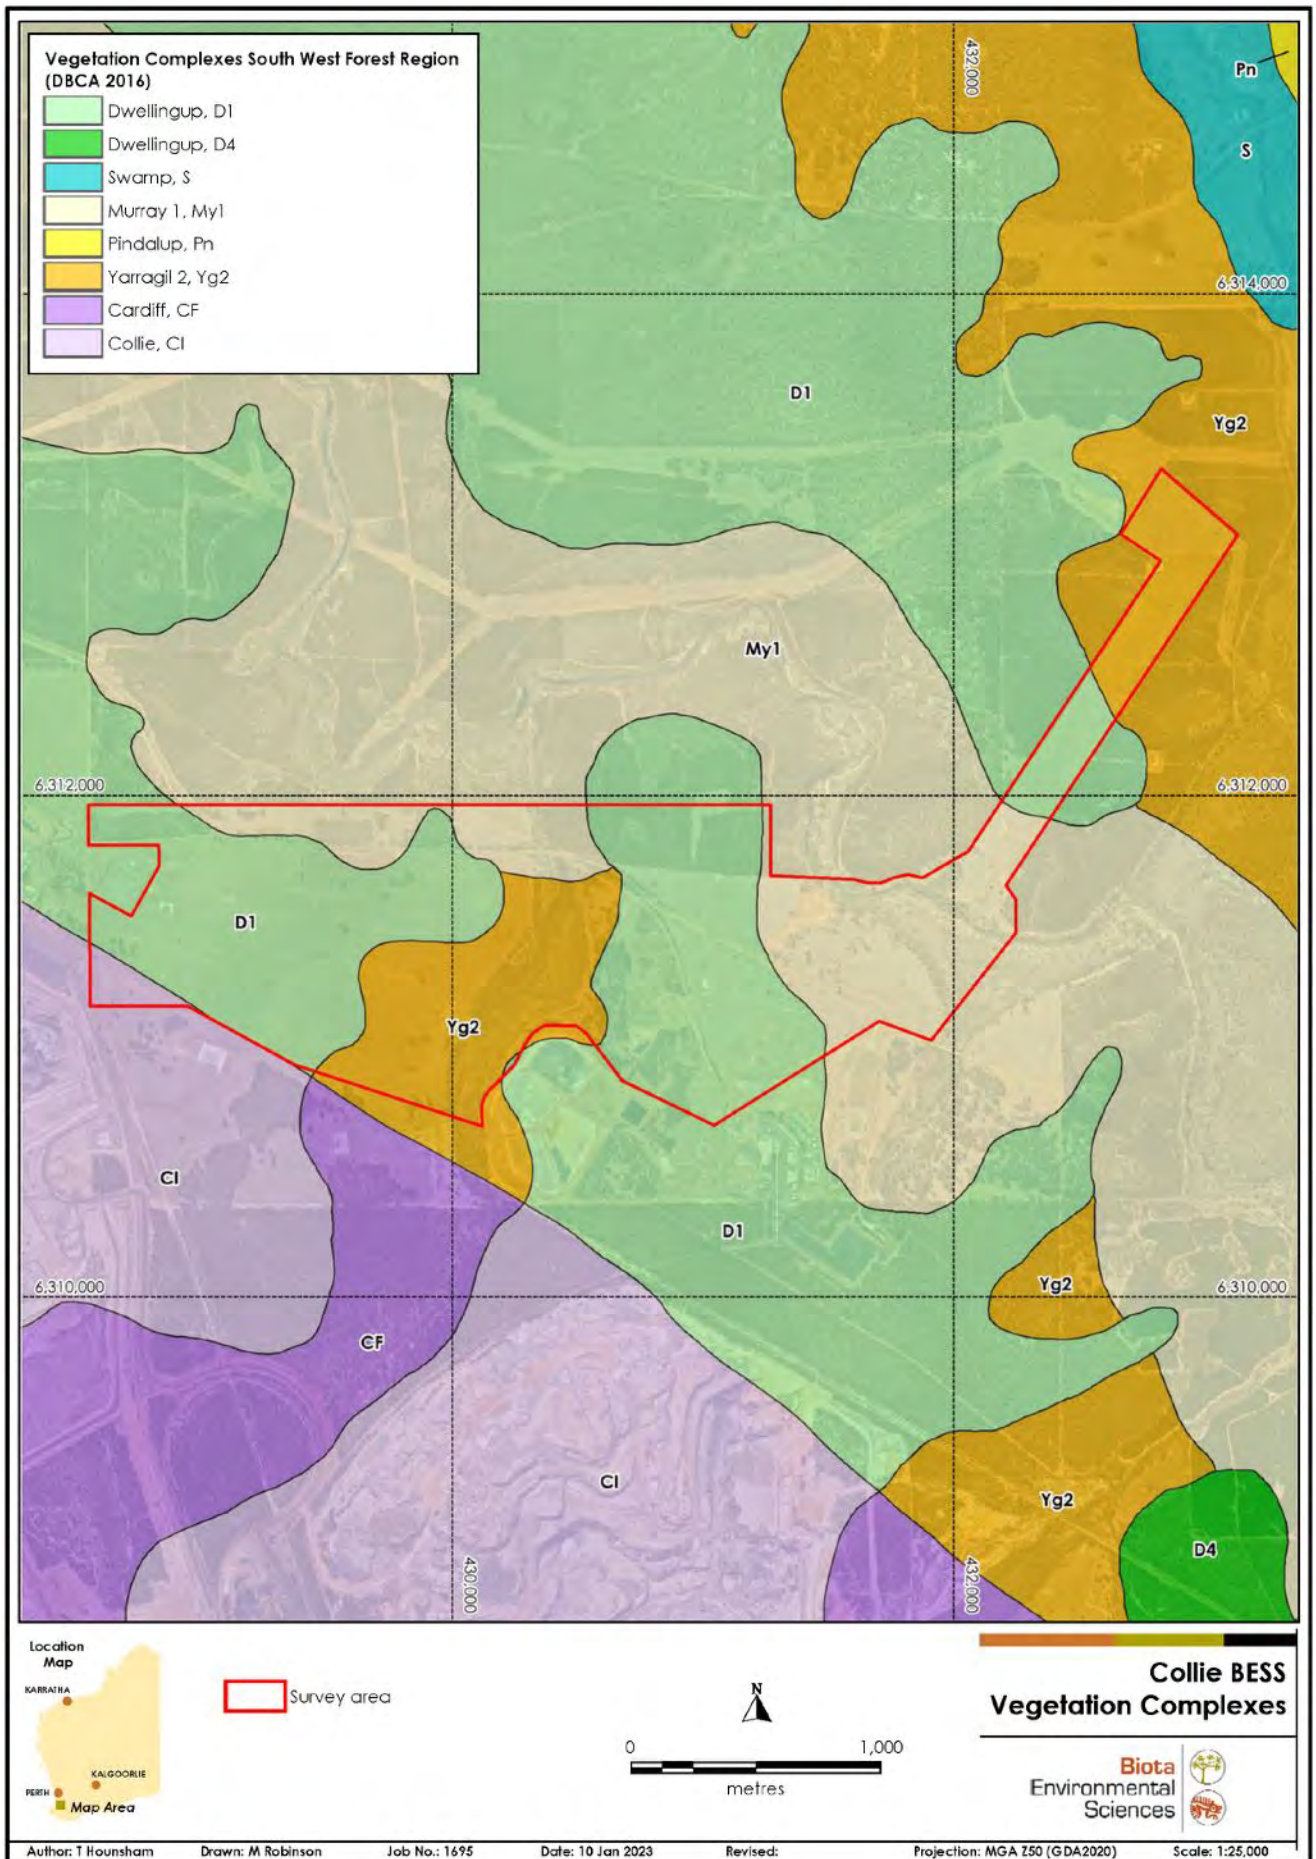 Vegetation Complexes South West Forest Region
(DBCA 2016)
Dwellingup, D1
Dwellingup, D4
Swamp, S
Murray 1, My1
Pindalup, Pn
Yarragil 2, Yg2
Cardiff, CF
Collie, CI
432,000
Pn
S
6,314,000
D1
Yg2
My1
6,312,000
6,312,000
D1
Yg2
CI
D1
6,310,000
Yg2
6,310,000
CF
CI
Yg2
D4
430,000
432,000
Location
Map
KARRATHA
KALGOORLIE
PERTH
Map Area
Survey area
N
0 1,000
metres
Collie BESS
Vegetation Complexes
Biota
Environmental
Sciences
Author: T Hounsham Drawn: M Robinson Job No.: 1695 Date: 10 Jan 2023 Revised: Projection: MGA Z50 (GDA2020) Scale: 1:25,000